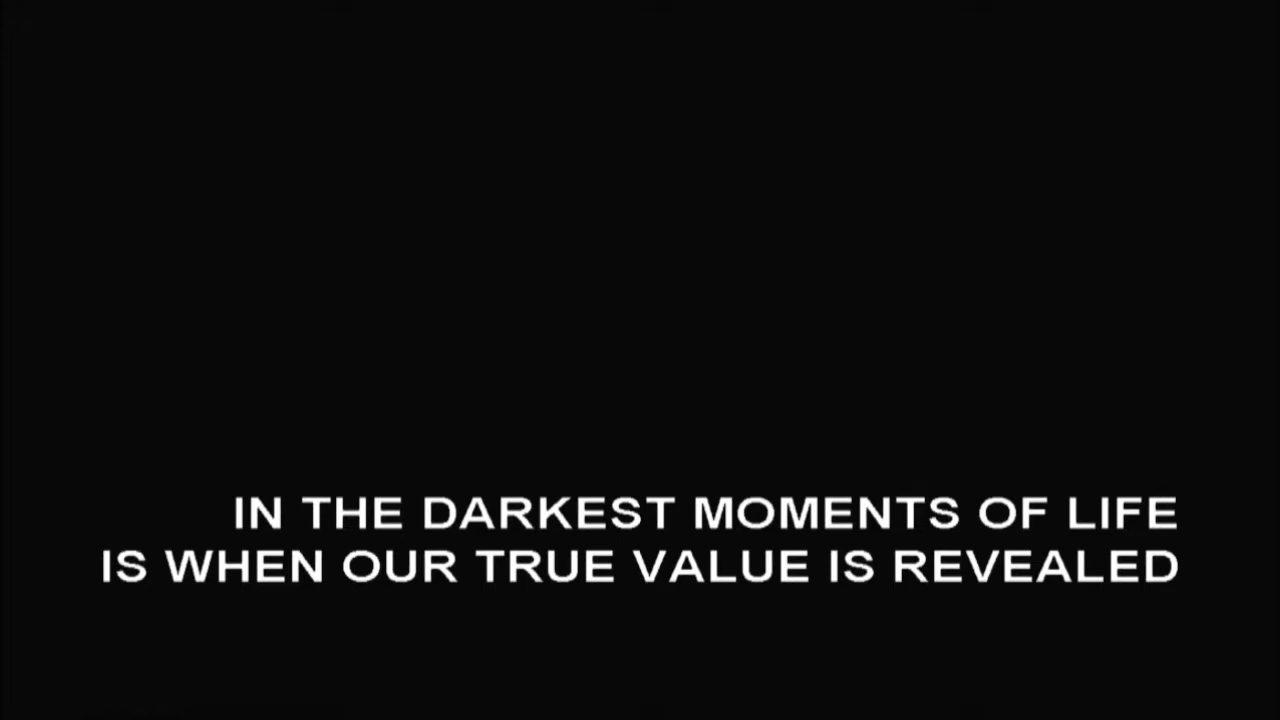 IN THE DARKEST MOMENTS OF LIFE
IS WHEN OUR TRUE VALUE IS REVEALED